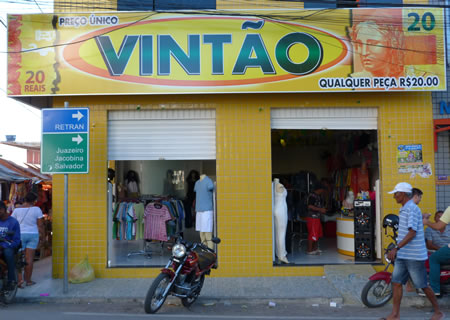 PREÇO ÚNICO
VINTÃO
20
REAIS
20
QUALQUER PEÇA R$20.00
RETRAN
Juazeiro
Jacobina
Salvador